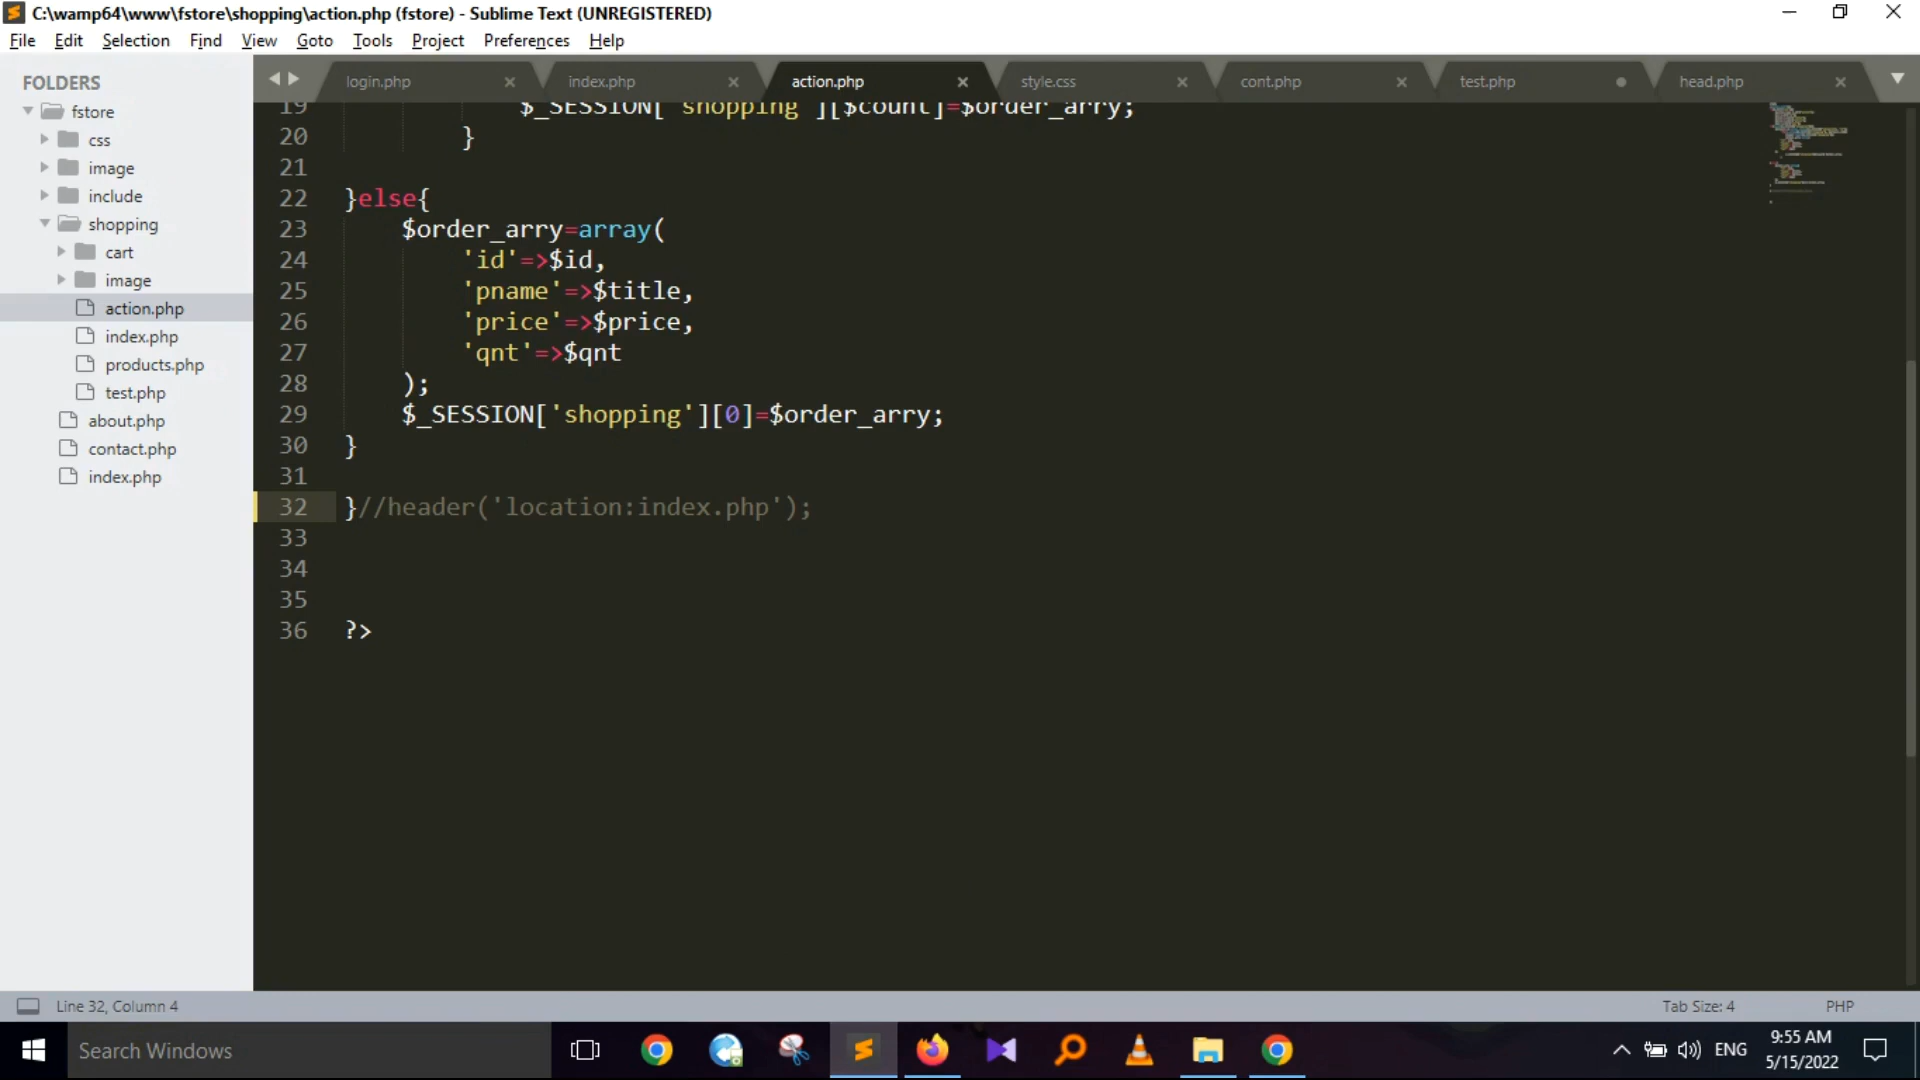 C:\wamp64\www\fstore\shopping\action.php (fstore) - Sublime Text (UNREGISTERED)
File Edit Selection Find View Goto Tools Project Preferences Help
FOLDERS
fstore
css
image
include
shopping
cart
image
action.php
index.php
products.php
test.php
about.php
contact.php
index.php
login.php index.php action.php style.css cont.php test.php head.php
19 $_SESSION['shopping'][$count]=$order_arry;
20 }
21
22 }else{
23 $order_arry=array(
24 'id'=>$id,
25 'pname'=>$title,
26 'price'=>$price,
27 'qnt'=>$qnt
28 );
29 $_SESSION['shopping'][0]=$order_arry;
30 }
31
32 }//header('location:index.php');
33
34
35
36 ?>
Line 32, Column 4
Tab Size: 4 PHP
Search Windows
ENG
9:55 AM
5/15/2022